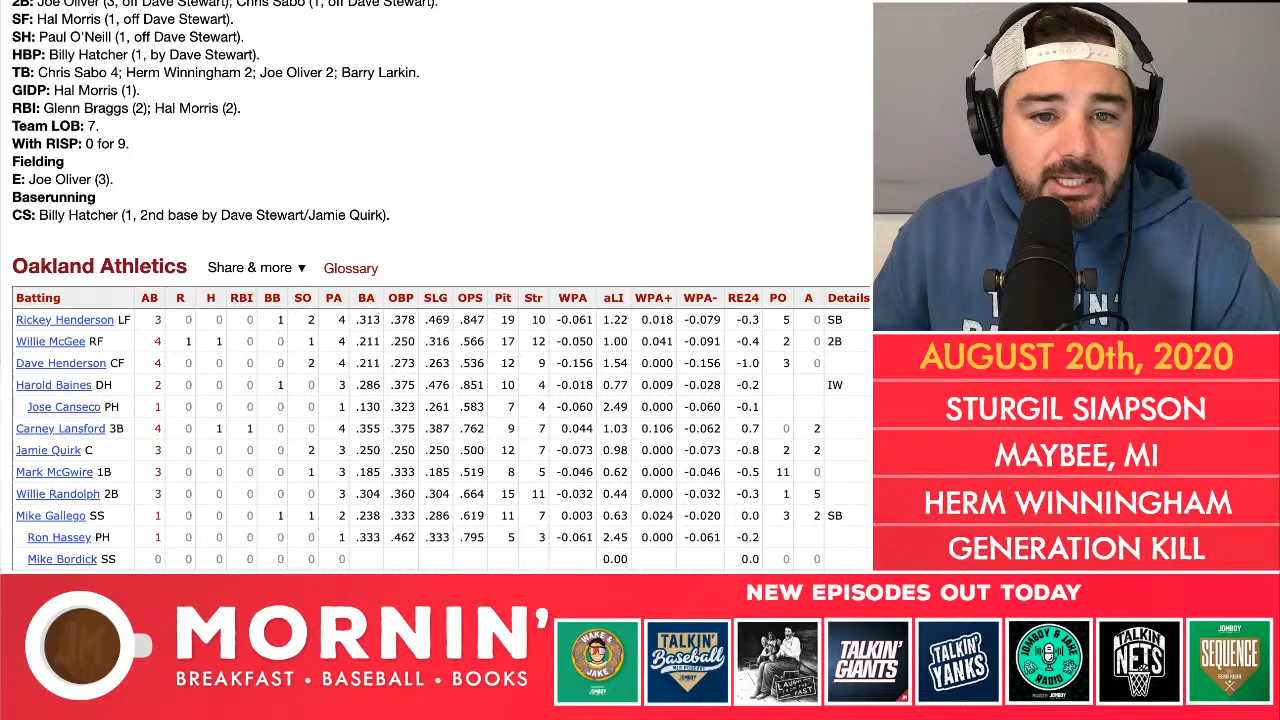 2B: Joe Oliver (3, off Dave Stewart); Chris Sabo (1, off Dave Stewart).
SF: Hal Morris (1, off Dave Stewart).
SH: Paul O'Neill (1, off Dave Stewart).
HBP: Billy Hatcher (1, by Dave Stewart).
TB: Chris Sabo 4; Herm Winningham 2; Joe Oliver 2; Barry Larkin.
GIDP: Hal Morris (1).
RBI: Glenn Braggs (2); Hal Morris (2).
Team LOB: 7.
With RISP: 0 for 9.
Fielding
E: Joe Oliver (3).
Baserunning
CS: Billy Hatcher (1, 2nd base by Dave Stewart/Jamie Quirk).
Oakland Athletics Share & more ▼ Glossary
Batting AB R H RBI BB SO PA BA OBP SLG OPS Pit Str WPA aLI WPA+ WPA- RE24 PO A Details
Rickey Henderson LF 3 0 0 0 1 2 4 .313 .378 .469 .847 19 10 -0.061 1.22 0.018 -0.079 -0.3 5 0 SB
Willie McGee RF 4 1 1 0 0 1 4 .211 .250 .316 .566 17 12 -0.050 1.00 0.041 -0.091 -0.4 2 0 2B
Dave Henderson CF 4 0 0 0 0 2 4 .211 .273 .263 .536 12 9 -0.156 1.54 0.000 -0.156 -1.0 3 0
Harold Baines DH 2 0 0 0 1 0 3 .286 .375 .476 .851 10 4 -0.018 0.77 0.009 -0.028 -0.2 IW
Jose Canseco PH 1 0 0 0 0 0 1 .130 .323 .261 .583 7 4 -0.060 2.49 0.000 -0.060 -0.1
Carney Lansford 3B 4 0 1 1 0 0 4 .355 .375 .387 .762 9 7 0.044 1.03 0.106 -0.062 0.7 0 2
Jamie Quirk C 3 0 0 0 0 2 3 .250 .250 .250 .500 12 7 -0.073 0.98 0.000 -0.073 -0.8 2 2
Mark McGwire 1B 3 0 0 0 0 1 3 .185 .333 .185 .519 8 5 -0.046 0.62 0.000 -0.046 -0.5 11 0
Willie Randolph 2B 3 0 0 0 0 0 3 .304 .360 .304 .664 15 11 -0.032 0.44 0.000 -0.032 -0.3 1 5
Mike Gallego SS 1 0 0 0 1 1 2 .238 .333 .286 .619 11 7 0.003 0.63 0.024 -0.020 0.0 3 2 SB
Ron Hassey PH 1 0 0 0 0 0 1 .333 .462 .333 .795 5 3 -0.061 2.45 0.000 -0.061 -0.2
Mike Bordick SS 0 0 0 0 0 0 0 0.00 0.0 0 0
AUGUST 20th, 2020
STURGIL SIMPSON
MAYBEE, MI
HERM WINNINGHAM
GENERATION KILL
MORNIN'
BREAKFAST • BASEBALL • BOOKS
NEW EPISODES OUT TODAY
WAKE & JAKE
JOMBOY
TALKIN' Baseball
MLB PODCAST
JOMBOY
LAUGHS FROM THE PAST
TALKIN' GIANTS
TALKIN' YANKS
JOMBOY & JAKE RADIO
TALKIN NETS
JOMBOY
SEQUENCE